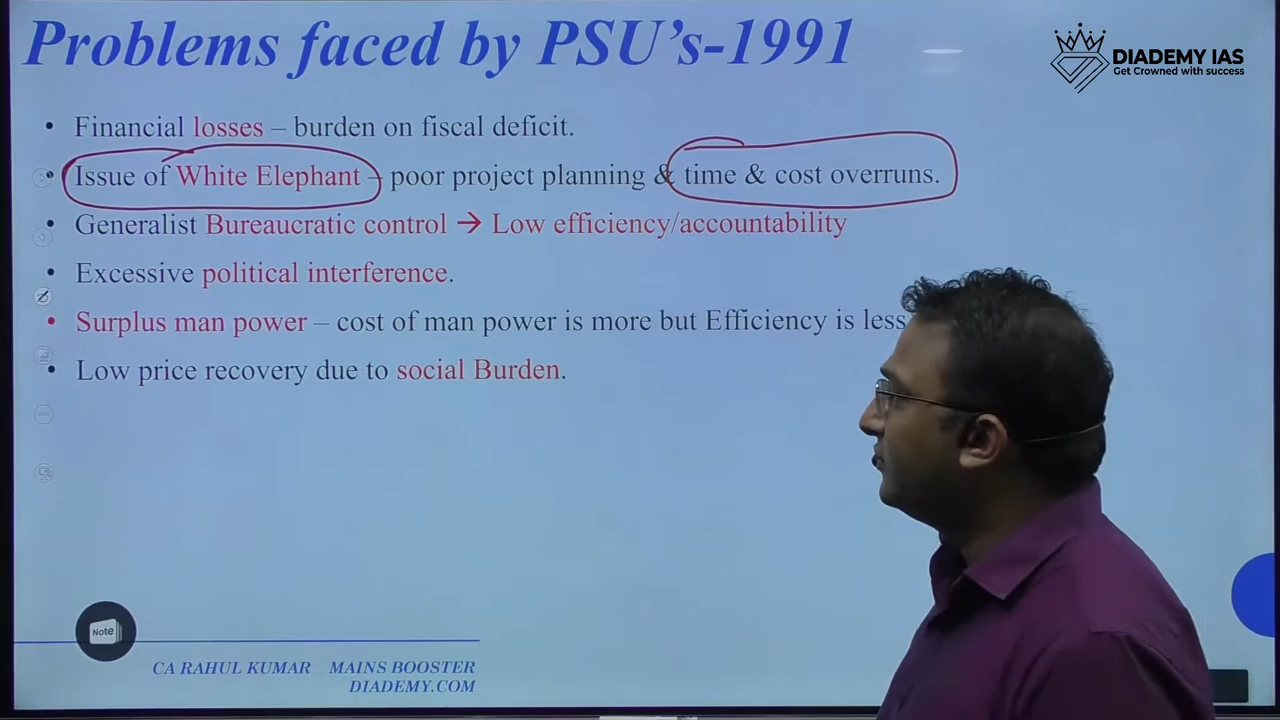 Problems faced by PSU's-1991
DIADEMY IAS
Get Crowned with success
• Financial losses – burden on fiscal deficit.
• Issue of White Elephant – poor project planning & time & cost overruns.
• Generalist Bureaucratic control → Low efficiency/accountability
• Excessive political interference.
• Surplus man power – cost of man power is more but Efficiency is less
• Low price recovery due to social Burden.
Note
CA RAHUL KUMAR MAINS BOOSTER
DIADEMY.COM